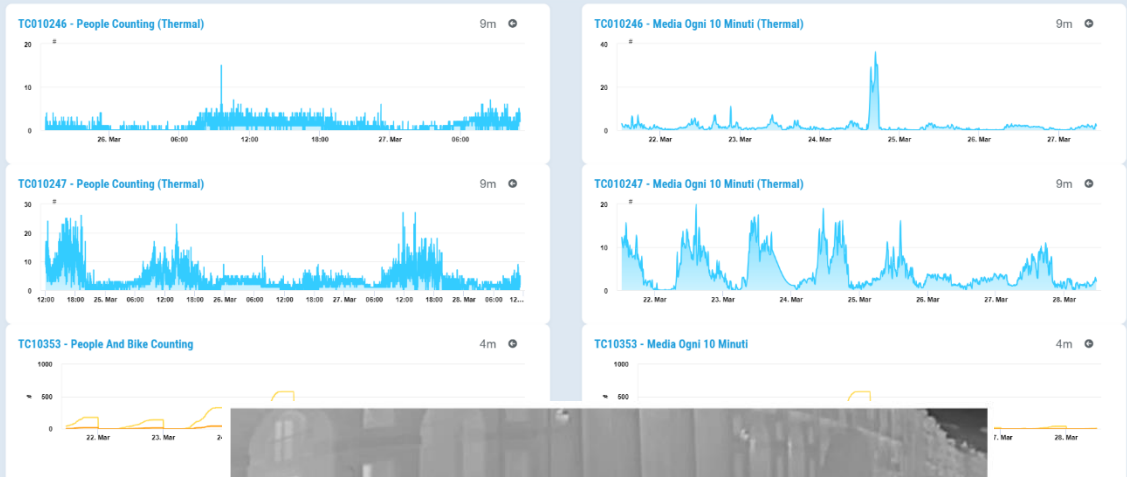 TC010246 - People Counting (Thermal) 9m
#
20
10
0
26. Mar 06:00 12:00 18:00 27. Mar 06:00
TC010246 - Media Ogni 10 Minuti (Thermal) 9m
#
40
20
0
22. Mar 23. Mar 24. Mar 25. Mar 26. Mar 27. Mar
TC010247 - People Counting (Thermal) 9m
#
30
20
10
0
12:00 18:00 25. Mar 06:00 12:00 18:00 26. Mar 06:00 12:00 18:00 27. Mar 06:00 12:00 18:00 28. Mar 06:00 12...
TC010247 - Media Ogni 10 Minuti (Thermal) 9m
#
20
10
0
22. Mar 23. Mar 24. Mar 25. Mar 26. Mar 27. Mar 28. Mar
TC10353 - People And Bike Counting 4m
1000
500
#
0
22. Mar 23. Mar 2
TC10353 - Media Ogni 10 Minuti 4m
1000
500
#
0
7. Mar 28. Mar